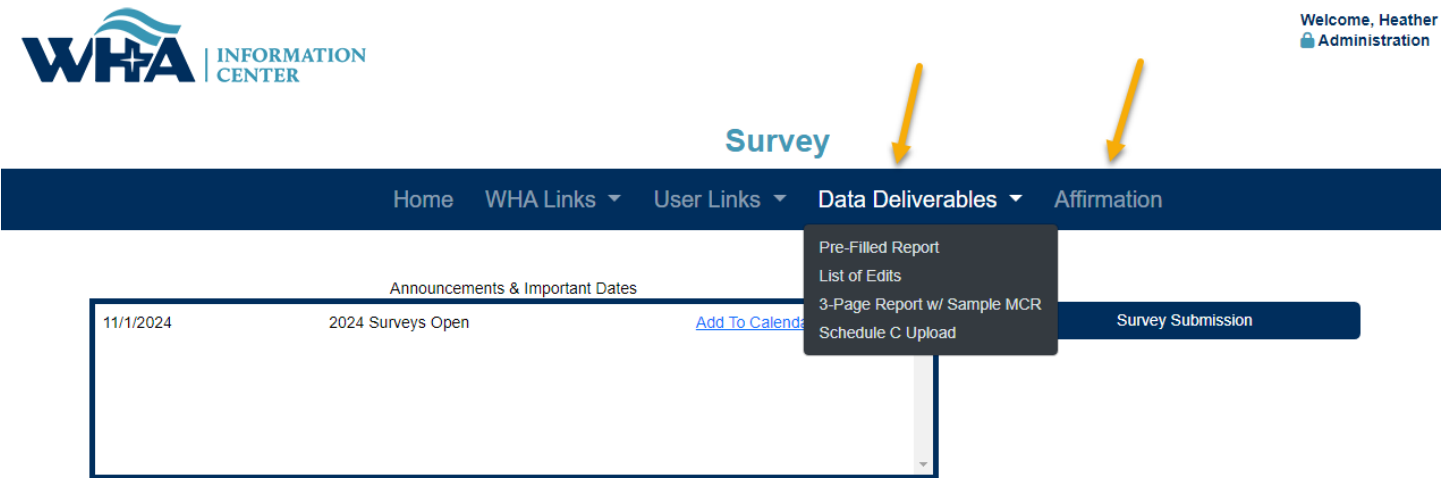 Welcome, Heather
Administration
WHA INFORMATION
CENTER
Survey
Home WHA Links User Links Data Deliverables Affirmation
Pre-Filled Report
List of Edits
3-Page Report w/ Sample MCR
Schedule C Upload
Announcements & Important Dates
11/1/2024 2024 Surveys Open Add To Calenda
Survey Submission